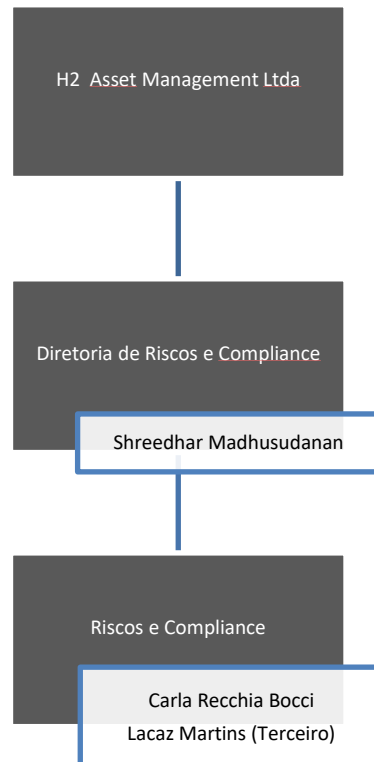 H2 Asset Management Ltda
Diretoria de Riscos e Compliance
Shreedhar Madhusudanan
Riscos e Compliance
Carla Recchia Bocci
Lacaz Martins (Terceiro)